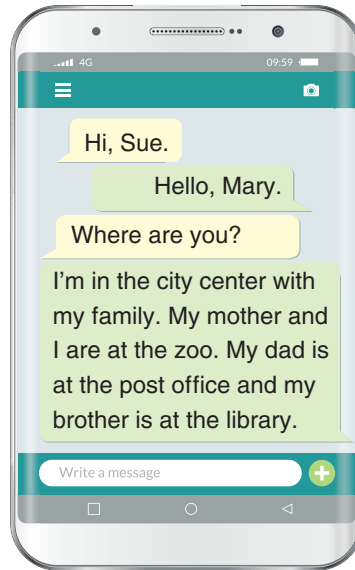 4G 09:59
Hi, Sue.
Hello, Mary.
Where are you?
I'm in the city center with
my family. My mother and
I are at the zoo. My dad is
at the post office and my
brother is at the library.
Write a message